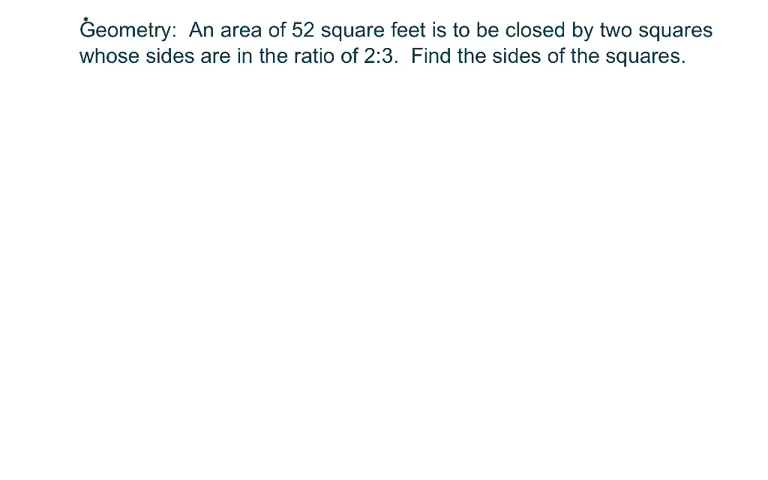 Geometry:  An area of 52 square feet is to be closed by two squares
whose sides are in the ratio of 2:3.  Find the sides of the squares.